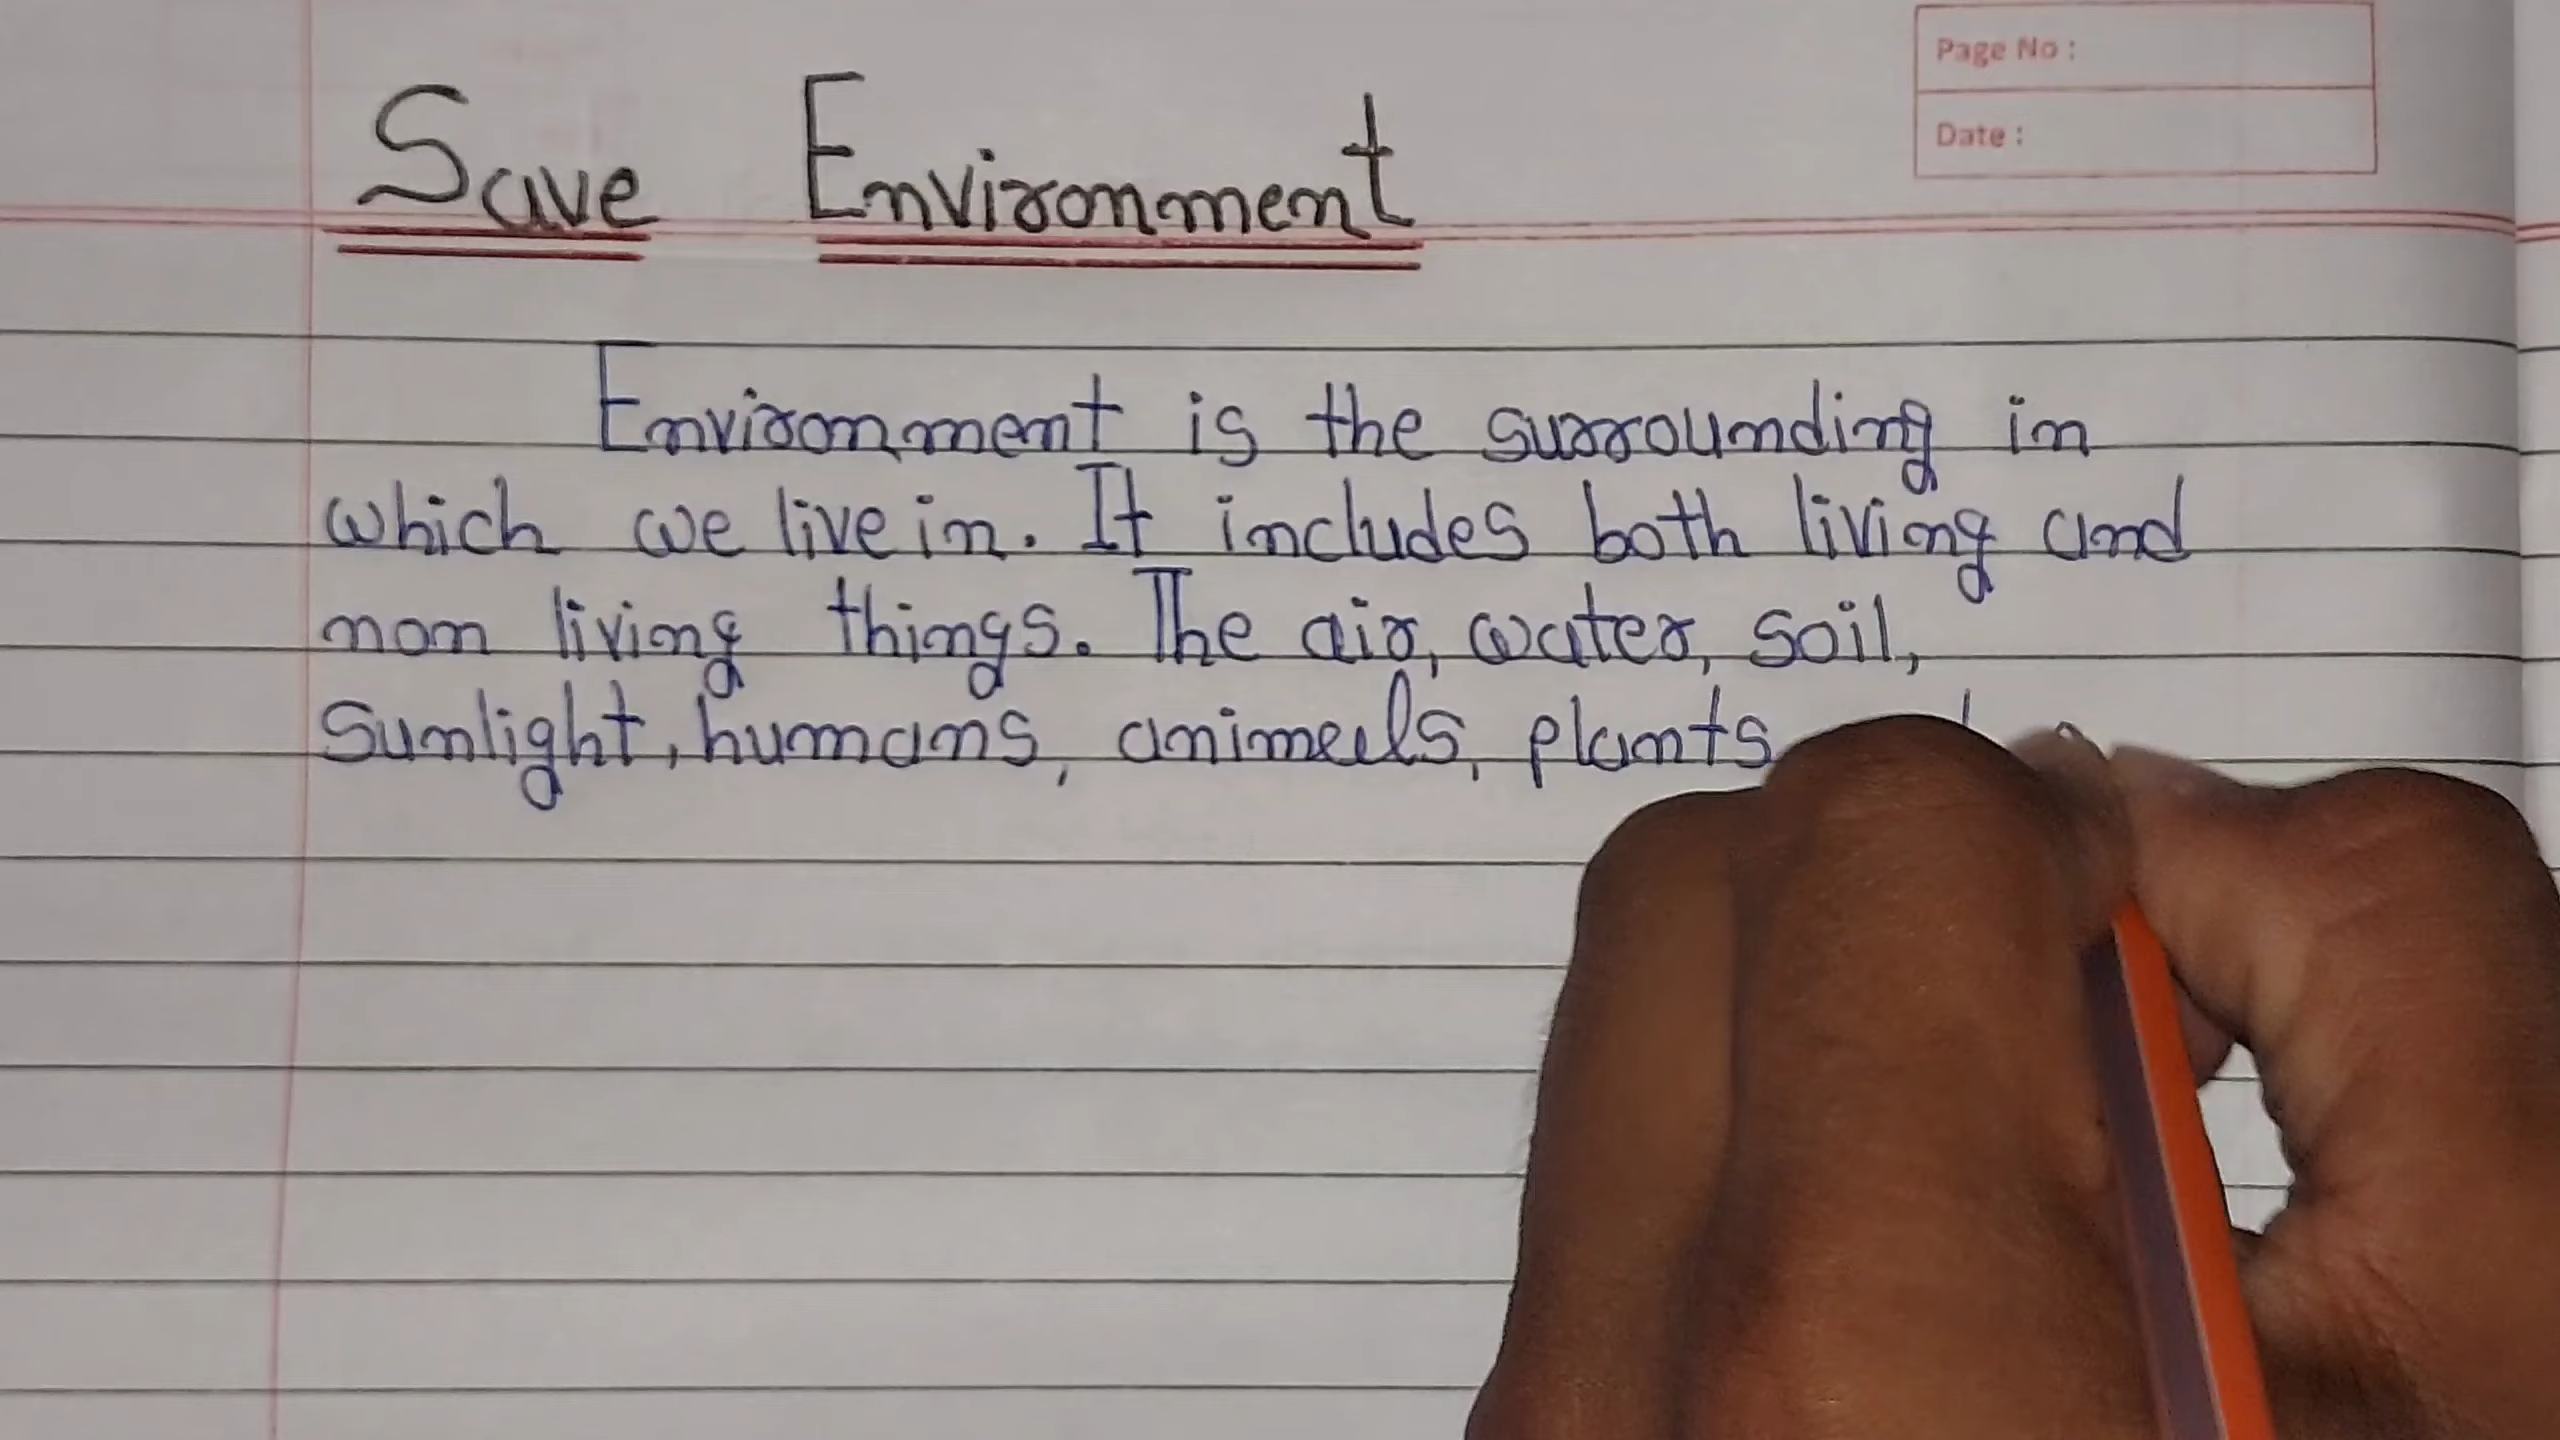 Page No :
Date :
Save Environment
Environment is the surrounding in
which we live in. It includes both living and
non living things. The air, water, soil,
Sunlight, humans, animals, plants